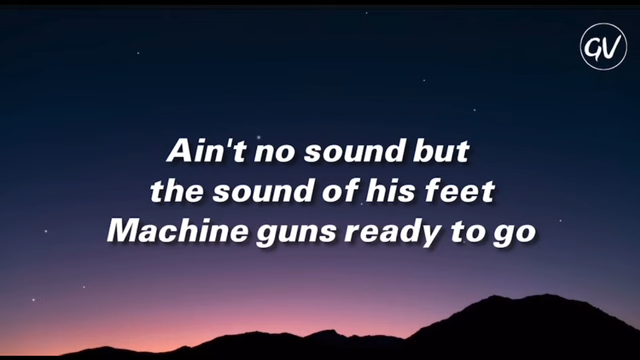 GV
Ain't no sound but
the sound of his feet
Machine guns ready to go